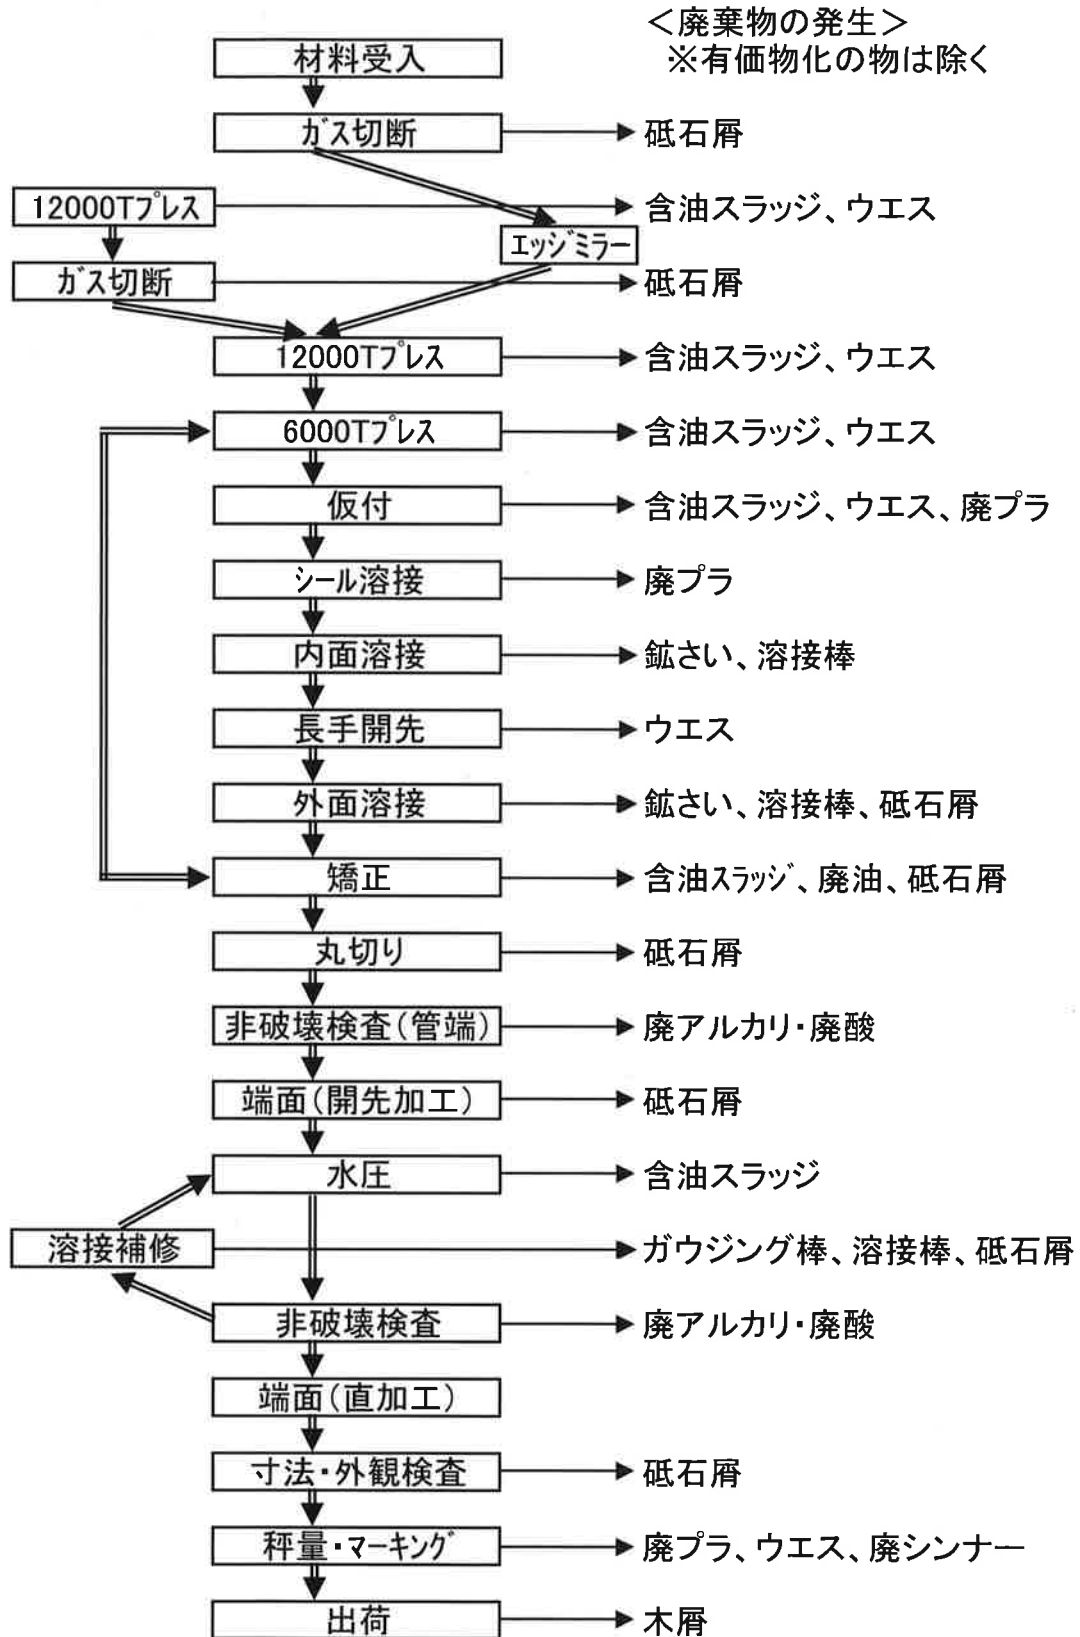 <廃棄物の発生>
※有価物化の物は除く
材料受入
ガス切断 砥石屑
12000Tプレス 含油スラッジ、ウエス
エッジミラー
ガス切断 砥石屑
12000Tプレス 含油スラッジ、ウエス
6000Tプレス 含油スラッジ、ウエス
仮付 含油スラッジ、ウエス、廃プラ
シール溶接 廃プラ
内面溶接 鉱さい、溶接棒
長手開先 ウエス
外面溶接 鉱さい、溶接棒、砥石屑
矯正 含油スラッジ、廃油、砥石屑
丸切り 砥石屑
非破壊検査(管端) 廃アルカリ・廃酸
端面(開先加工) 砥石屑
水圧 含油スラッジ
溶接補修 ガウジング棒、溶接棒、砥石屑
非破壊検査 廃アルカリ・廃酸
端面(直加工)
寸法・外観検査 砥石屑
秤量・マーキング 廃プラ、ウエス、廃シンナー
出荷 木屑